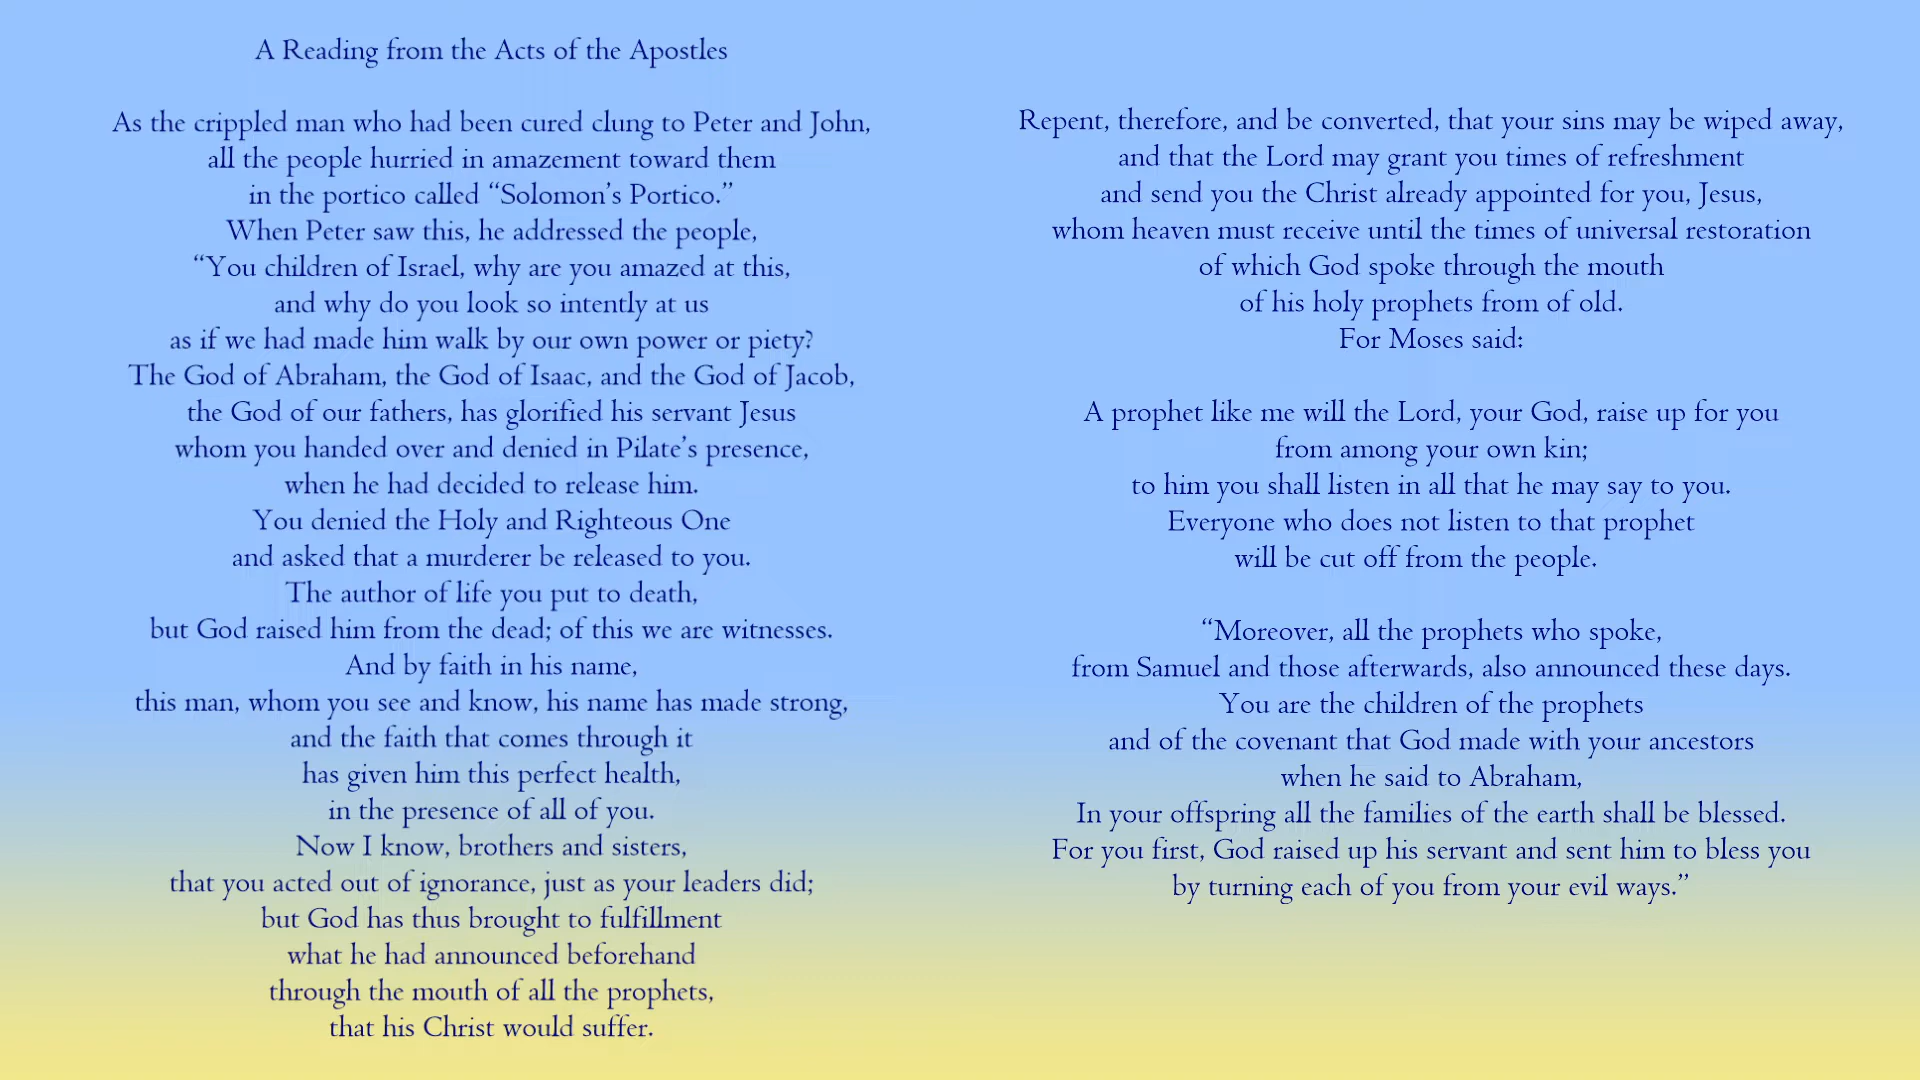 A Reading from the Acts of the Apostles
As the crippled man who had been cured clung to Peter and John,
all the people hurried in amazement toward them
in the portico called “Solomon’s Portico.”
When Peter saw this, he addressed the people,
“You children of Israel, why are you amazed at this,
and why do you look so intently at us
as if we had made him walk by our own power or piety?
The God of Abraham, the God of Isaac, and the God of Jacob,
the God of our fathers, has glorified his servant Jesus
whom you handed over and denied in Pilate’s presence,
when he had decided to release him.
You denied the Holy and Righteous One
and asked that a murderer be released to you.
The author of life you put to death,
but God raised him from the dead; of this we are witnesses.
And by faith in his name,
this man, whom you see and know, his name has made strong,
and the faith that comes through it
has given him this perfect health,
in the presence of all of you.
Now I know, brothers and sisters,
that you acted out of ignorance, just as your leaders did;
but God has thus brought to fulfillment
what he had announced beforehand
through the mouth of all the prophets,
that his Christ would suffer.
Repent, therefore, and be converted, that your sins may be wiped away,
and that the Lord may grant you times of refreshment
and send you the Christ already appointed for you, Jesus,
whom heaven must receive until the times of universal restoration
of which God spoke through the mouth
of his holy prophets from of old.
For Moses said:
A prophet like me will the Lord, your God, raise up for you
from among your own kin;
to him you shall listen in all that he may say to you.
Everyone who does not listen to that prophet
will be cut off from the people.
“Moreover, all the prophets who spoke,
from Samuel and those afterwards, also announced these days.
You are the children of the prophets
and of the covenant that God made with your ancestors
when he said to Abraham,
In your offspring all the families of the earth shall be blessed.
For you first, God raised up his servant and sent him to bless you
by turning each of you from your evil ways.”